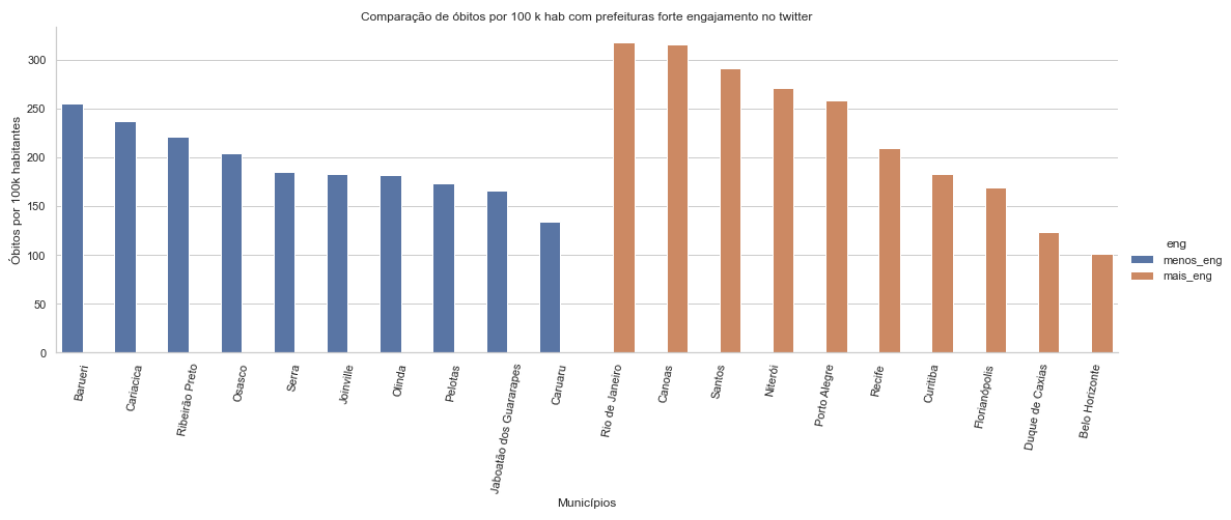 Comparação de óbitos por 100 k hab com prefeituras forte engajamento no twitter
Óbitos por 100k habitantes
300
250
200
150
100
50
0
Barueri
Cariacica
Ribeirão Preto
Osasco
Serra
Joinville
Olinda
Pelotas
Jaboatão dos Guararapes
Caruaru
Rio de Janeiro
Canoas
Santos
Niterói
Porto Alegre
Recife
Curitiba
Florianópolis
Duque de Caxias
Belo Horizonte
Municípios
eng
menos_eng
mais_eng